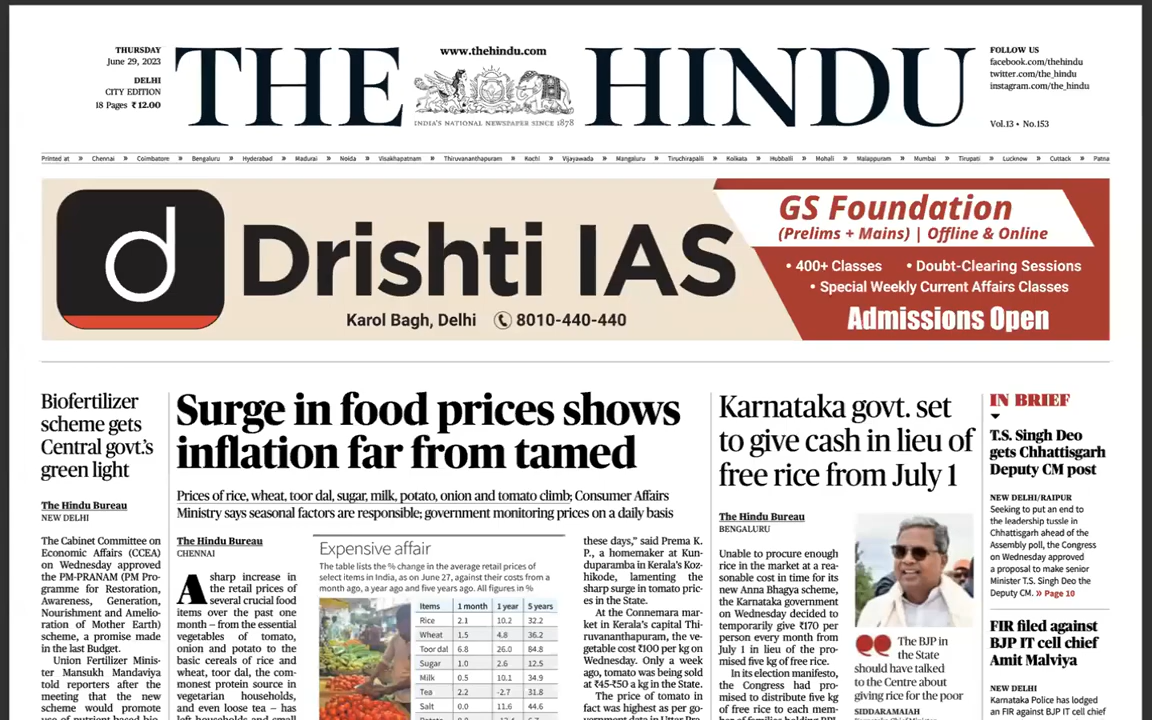 THURSDAY
June 29, 2023
DELHI
CITY EDITION
18 Pages ₹12.00
THE HINDU
www.thehindu.com
INDIA'S NATIONAL NEWSPAPER SINCE 1878
FOLLOW US
facebook.com/thehindu
twitter.com/the_hindu
instagram.com/the_hindu
Vol.13 • No.153
Printed at » Chennai » Coimbatore » Bengaluru » Hyderabad » Madurai » Noida » Visakhapatnam » Thiruvananthapuram » Kochi » Vijayawada » Mangaluru » Tiruchirapalli » Kolkata » Hubballi » Mohali » Malappuram » Mumbai » Tirupati » Lucknow » Cuttack » Patna
d
Drishti IAS
Karol Bagh, Delhi 8010-440-440
GS Foundation
(Prelims + Mains) | Offline & Online
• 400+ Classes • Doubt-Clearing Sessions
• Special Weekly Current Affairs Classes
Admissions Open
Biofertilizer
scheme gets
Central govt.'s
green light
The Hindu Bureau
NEW DELHI
The Cabinet Committee on
Economic Affairs (CCEA)
on Wednesday approved
the PM-PRANAM (PM Pro-
gramme for Restoration,
Awareness, Generation,
Nourishment and Amelio-
ration of Mother Earth)
scheme, a promise made
in the last Budget.
Union Fertilizer Minis-
ter Mansukh Mandaviya
told reporters after the
meeting that the new
scheme would promote
Surge in food prices shows
inflation far from tamed
Prices of rice, wheat, toor dal, sugar, milk, potato, onion and tomato climb; Consumer Affairs
Ministry says seasonal factors are responsible; government monitoring prices on a daily basis
The Hindu Bureau
CHENNAI
A sharp increase in
the retail prices of
several crucial food
items over the past one
month – from the essential
vegetables of tomato,
onion and potato to the
basic cereals of rice and
wheat, toor dal, the com-
monest protein source in
vegetarian households,
and even loose tea – has
left households and small
Expensive affair
The table lists the % change in the average retail prices of
select items in India, as on June 27, against their costs from a
month ago, a year ago and five years ago. All figures in %
Items 1 month 1 year 5 years
Rice 2.1 10.2 32.2
Wheat 1.5 4.8 36.2
Toor dal 6.8 26.0 84.8
Sugar 1.0 2.6 12.5
Milk 0.5 10.1 34.9
Tea 2.2 -2.7 31.8
Salt 0.0 11.6 44.6
these days," said Prema K.
P., a homemaker at Kun-
duparamba in Kerala's Koz-
hikode, lamenting the
sharp surge in tomato pric-
es in the State.
At the Connemara mar-
ket in Kerala's capital Thi-
ruvananthapuram, the ve-
getable cost ₹100 per kg on
Wednesday. Only a week
ago, tomato was being sold
at ₹45-₹50 a kg in the State.
The price of tomato in
fact was highest as per go-
Karnataka govt. set
to give cash in lieu of
free rice from July 1
The Hindu Bureau
BENGALURU
Unable to procure enough
rice in the market at a rea-
sonable cost in time for its
new Anna Bhagya scheme,
the Karnataka government
on Wednesday decided to
temporarily give ₹170 per
person every month from
July 1 in lieu of the pro-
mised five kg of free rice.
In its election manifesto,
the Congress had pro-
mised to distribute five kg
of free rice to each mem-
The BJP in
the State
should have talked
to the Centre about
giving rice for the poor
SIDDARAMAIAH
IN BRIEF
T.S. Singh Deo
gets Chhattisgarh
Deputy CM post
NEW DELHI/RAIPUR
Seeking to put an end to
the leadership tussle in
Chhattisgarh ahead of the
Assembly poll, the Congress
on Wednesday approved
a proposal to make senior
Minister T.S. Singh Deo the
Deputy CM. » Page 10
FIR filed against
BJP IT cell chief
Amit Malviya
NEW DELHI
Karnataka Police has lodged
an FIR against BJP IT cell chief